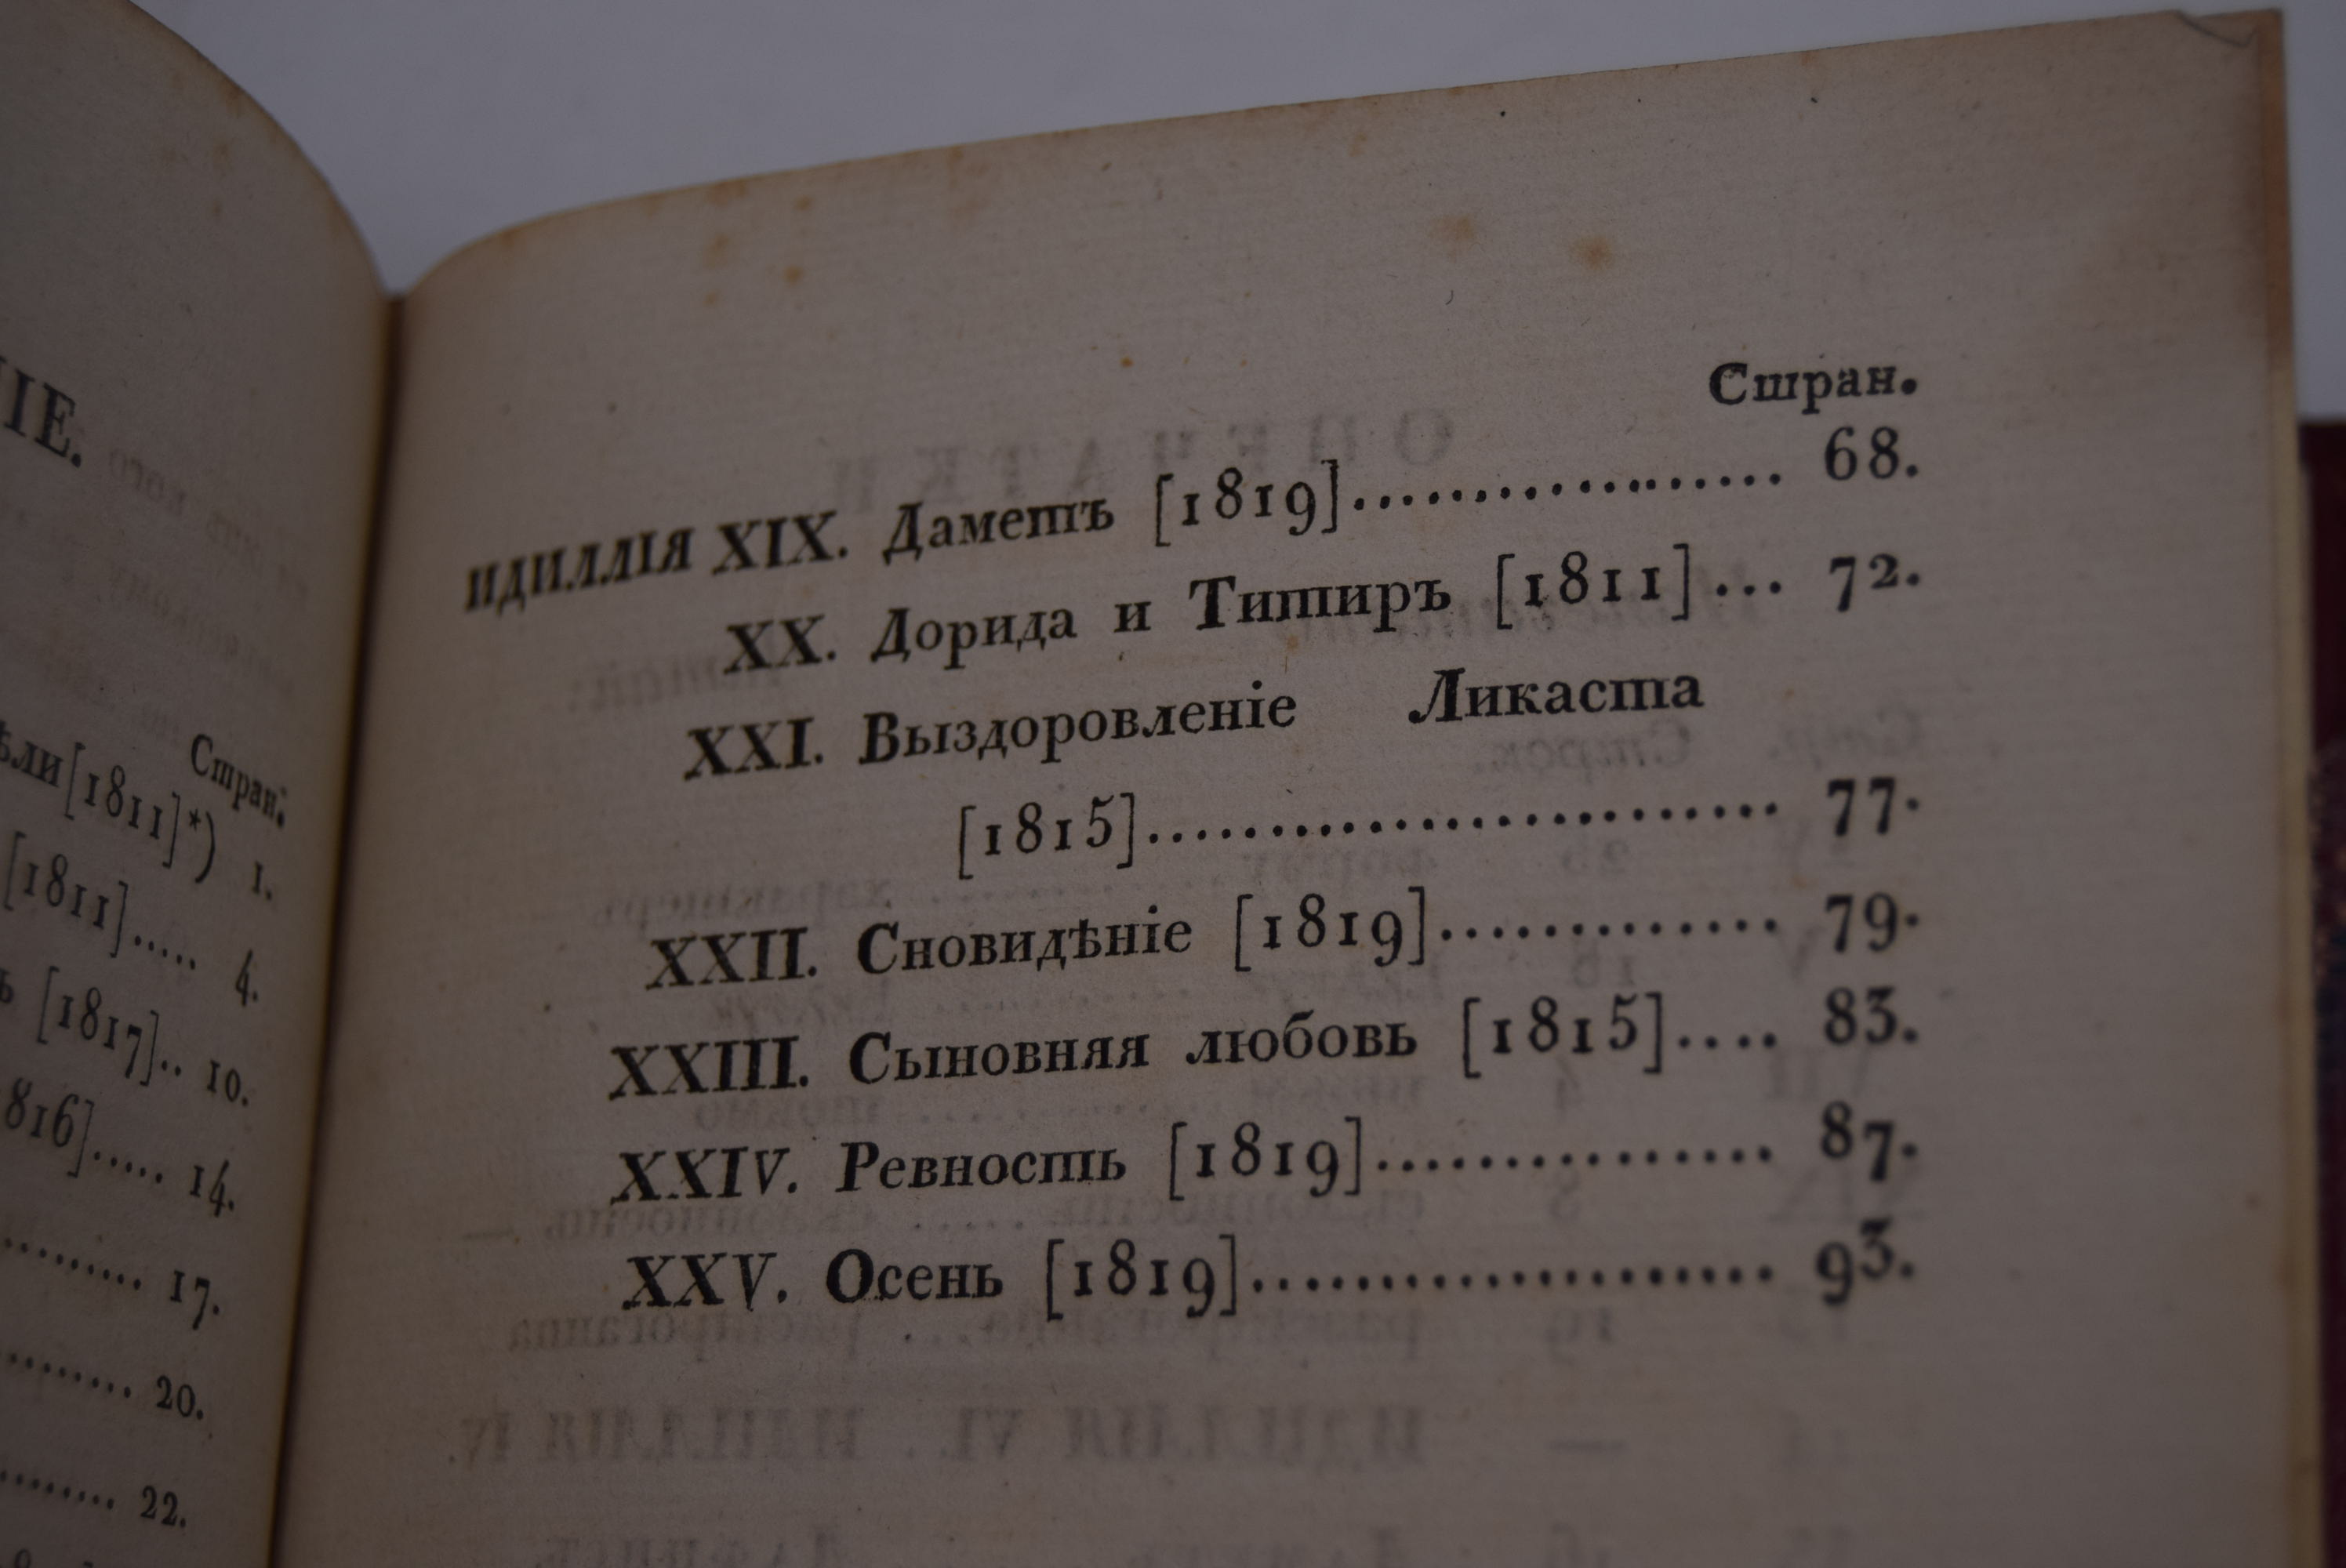 ІЕ.
Стран.
ѣли [1811]*) 1.
[1811]..... 4.
ъ [1817].. 10.
816]..... 14.
......... 17.
........ 20.
........ 22.
Стран.
ИДИЛЛІЯ XIX. Даметъ [1819].................. 68.
XX. Дорида и Титиръ [1811]... 72.
XXI. Выздоровленіе Ликаста
[1815].......................... 77.
XXII. Сновидѣніе [1819]............. 79.
XXIII. Сыновняя любовь [1815].... 83.
XXIV. Ревность [1819]................ 87.
XXV. Осень [1819]..................... 93.